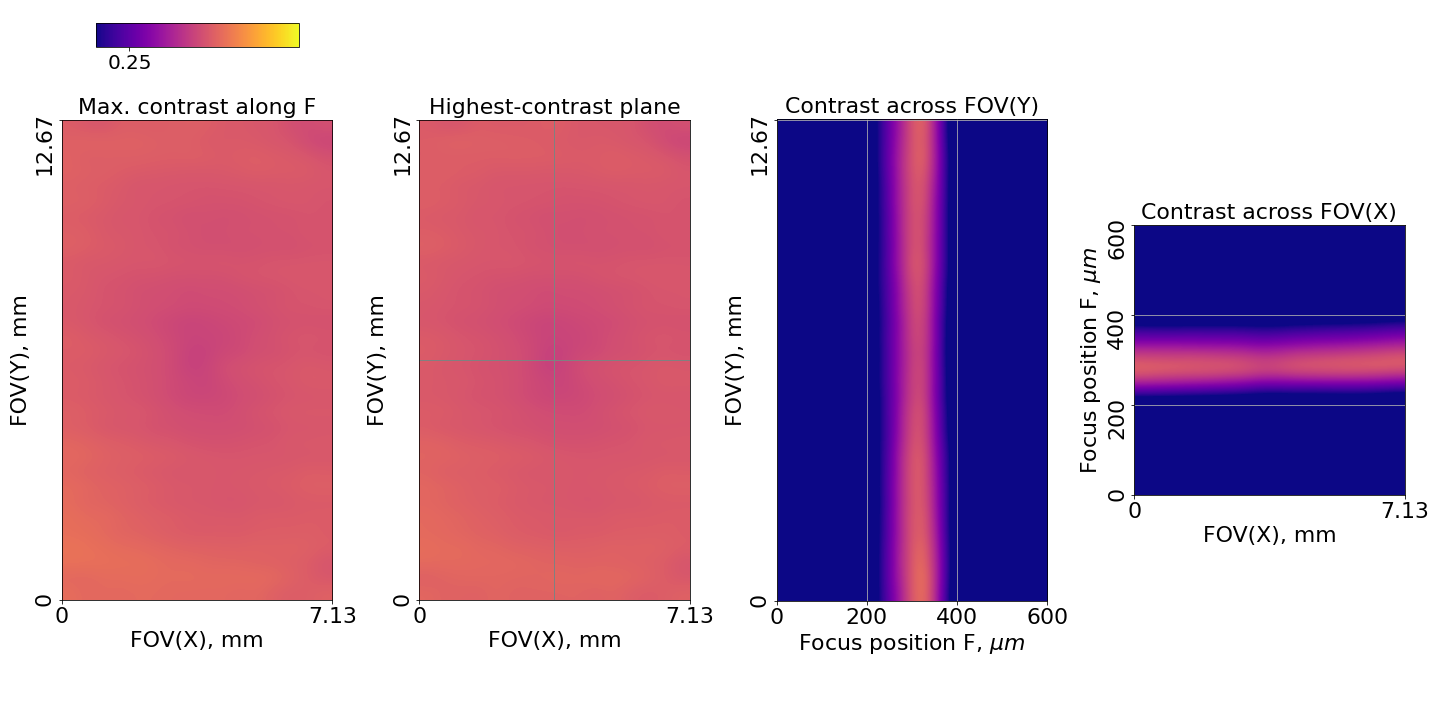 0.25
Max. contrast along F
12.67
FOV(Y), mm
0
0
7.13
FOV(X), mm
Highest-contrast plane
12.67
FOV(Y), mm
0
0
7.13
FOV(X), mm
Contrast across FOV(Y)
12.67
FOV(Y), mm
0
0
200
400
600
Focus position F, μm
Contrast across FOV(X)
600
400
200
0
Focus position F, μm
0
7.13
FOV(X), mm